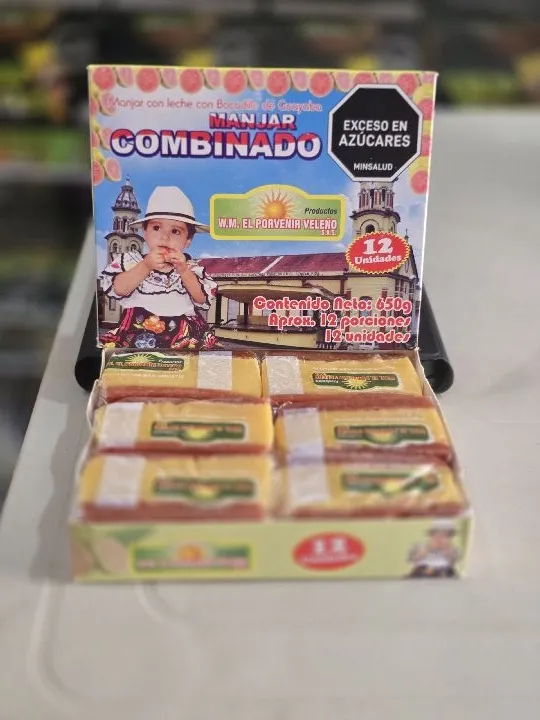 Manjar con leche con Bocadillo de Guayaba
MANJAR
COMBINADO
EXCESO EN
AZÚCARES
MINSALUD
Productos
W.M. EL PORVENIR VELEÑO
S.A.S.
12
Unidades
Contenido Neto: 650g
Aprox. 12 porciones
12 unidades
12